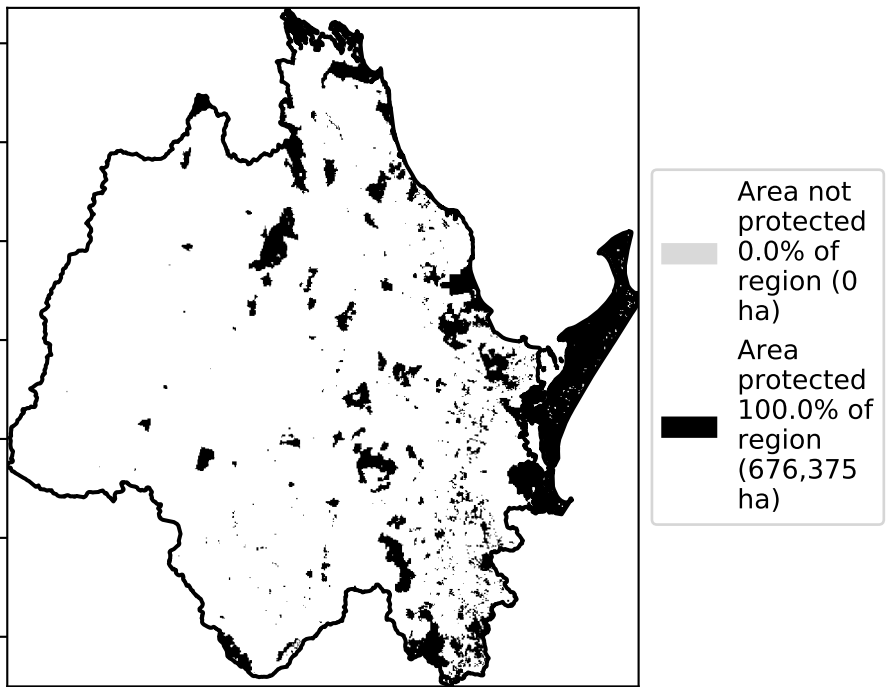 Area not
protected
0.0% of
region (0
ha)
Area
protected
100.0% of
region
(676,375
ha)